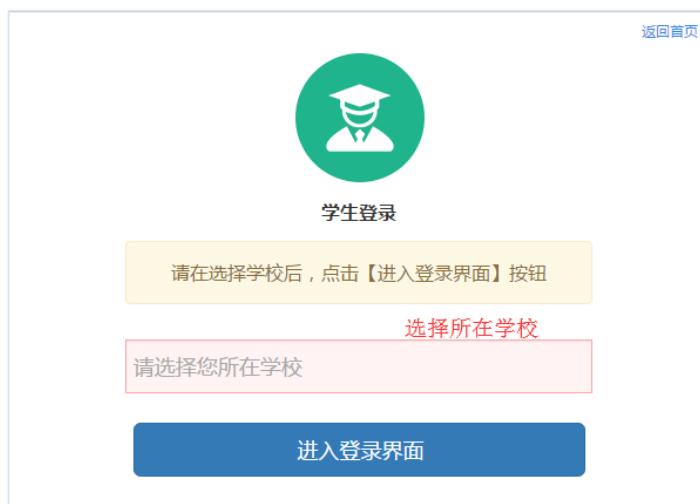 返回首页
学生登录
请在选择学校后，点击【进入登录界面】按钮
选择所在学校
请选择您所在学校
进入登录界面